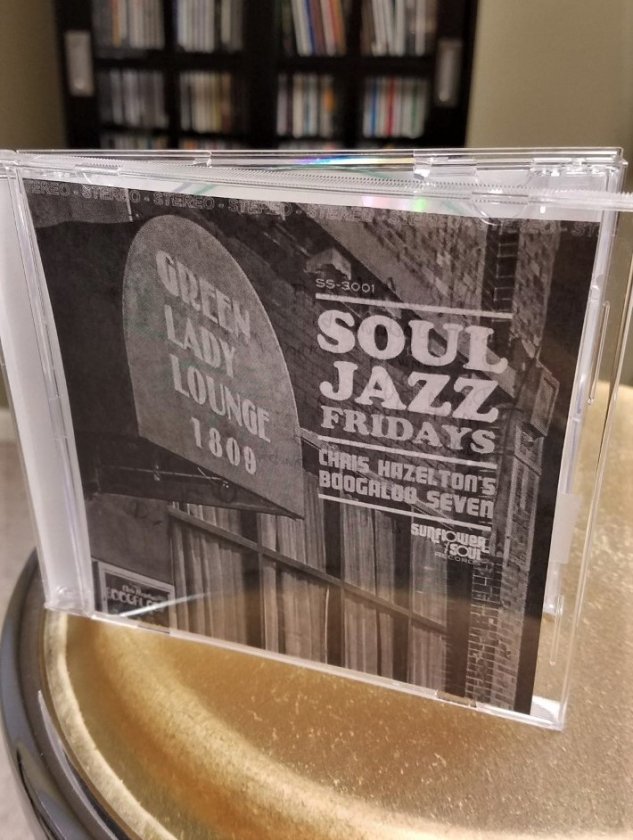 STEREO • STEREO • STEREO • STEREO •
SS-3001
GREEN
LADY
LOUNGE
1809
SOUL
JAZZ
FRIDAYS
CHRIS HAZELTON'S
BOOGALOO SEVEN
SUNFLOWER
SOUL
RECORDS